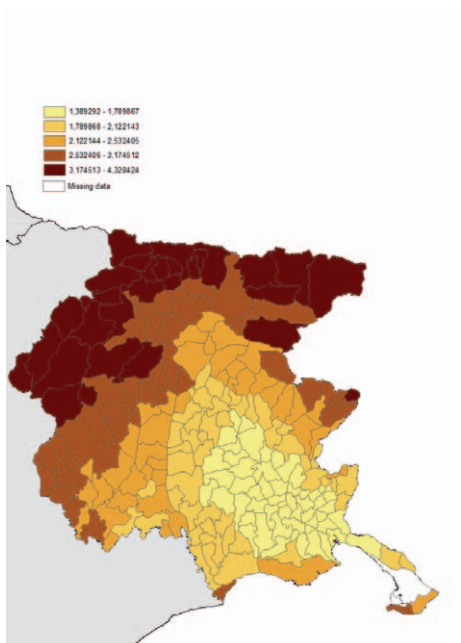 1,389292 - 1,789867
1,789868 - 2,122143
2,122144 - 2,532405
2,532406 - 3,174512
3,174513 - 4,328424
Missing data